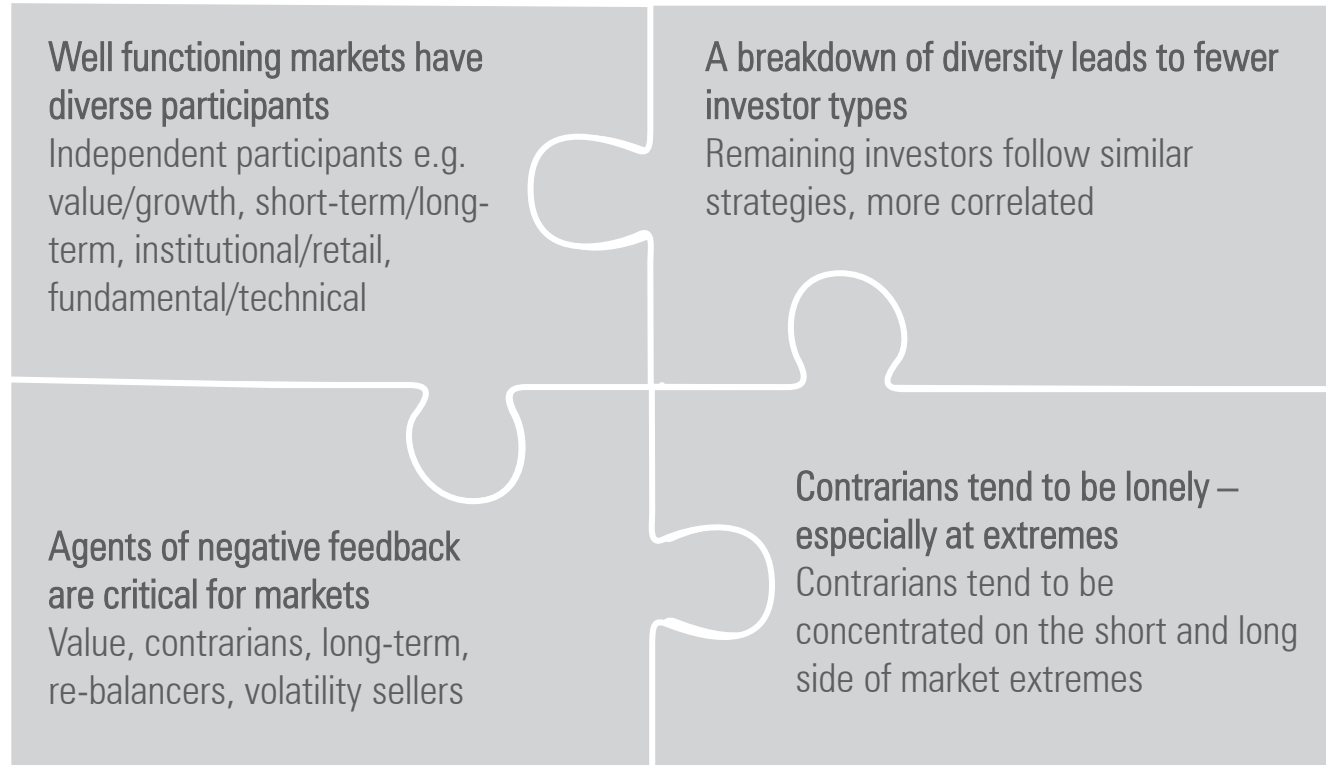 Well functioning markets have
diverse participants
Independent participants e.g.
value/growth, short-term/long-
term, institutional/retail,
fundamental/technical
A breakdown of diversity leads to fewer
investor types
Remaining investors follow similar
strategies, more correlated
Agents of negative feedback
are critical for markets
Value, contrarians, long-term,
re-balancers, volatility sellers
Contrarians tend to be lonely –
especially at extremes
Contrarians tend to be
concentrated on the short and long
side of market extremes